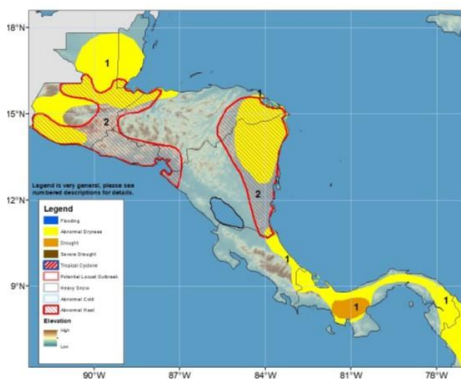 18°N
1
15°N
1
2
2
12°N
Legend is very general, please see
numbered descriptions for details.
Legend
Flooding
Abnormal Dryness
Drought
Severe Drought
Tropical Cyclone
Potential Locust Outbreak
Heavy Snow
Abnormal Cold
Abnormal Heat
Elevation
High
Low
1
9°N
1
1
90°W 87°W 84°W 81°W 78°W